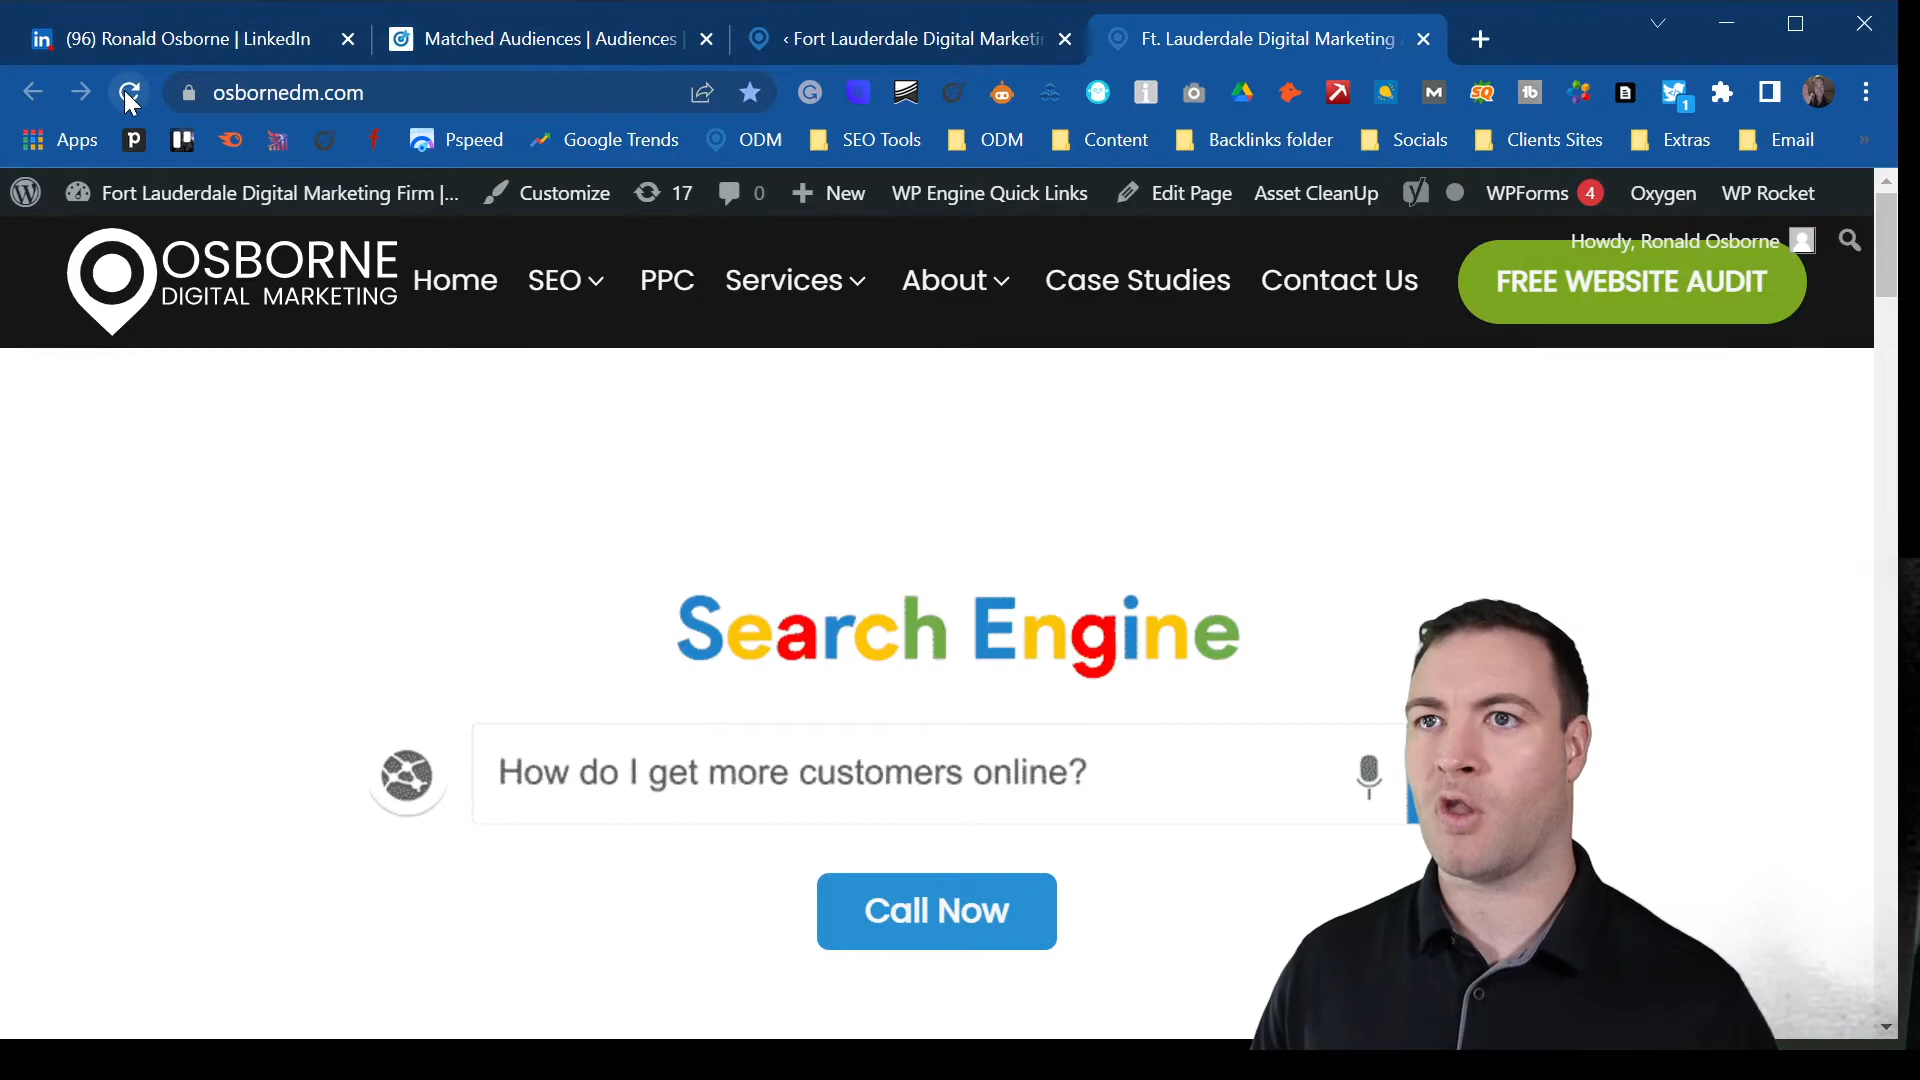 (96) Ronald Osborne | LinkedIn
Matched Audiences | Audiences
‹ Fort Lauderdale Digital Marketi
Ft. Lauderdale Digital Marketing
osbornedm.com
1
Apps
Pspeed
Google Trends
ODM
SEO Tools
ODM
Content
Backlinks folder
Socials
Clients Sites
Extras
Email
»
Fort Lauderdale Digital Marketing Firm |...
Customize
17
0
New
WP Engine Quick Links
Edit Page
Asset CleanUp
WPForms 4
Oxygen
WP Rocket
Howdy, Ronald Osborne
OSBORNE
DIGITAL MARKETING
Home
SEO
PPC
Services
About
Case Studies
Contact Us
FREE WEBSITE AUDIT
Search Engine
How do I get more customers online?
Call Now